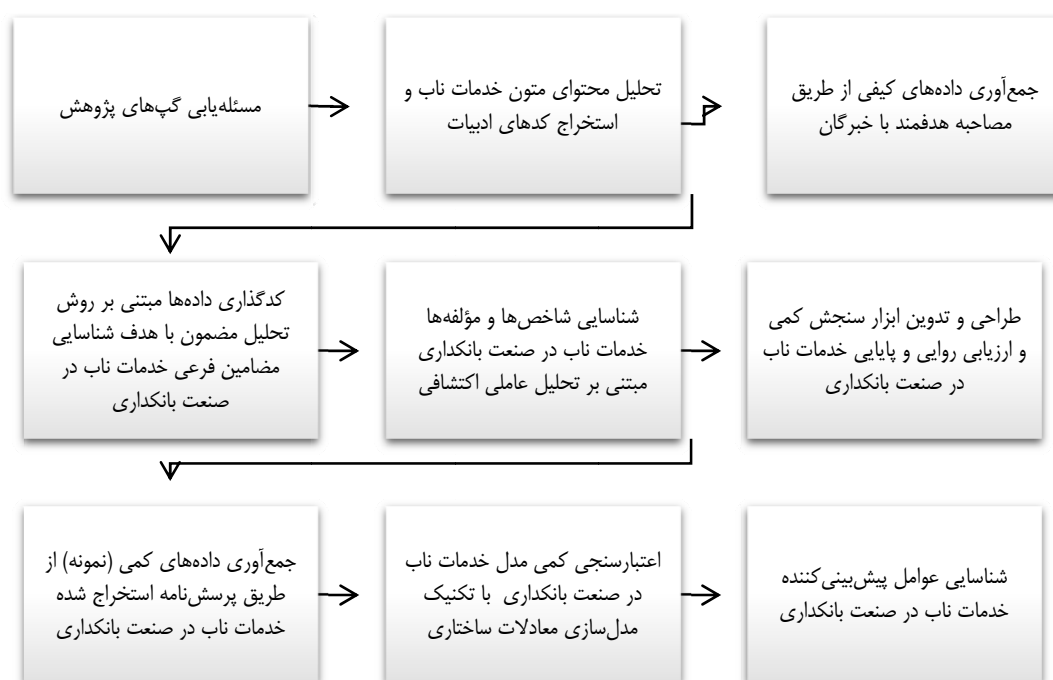 مسئله‌یابی گپ‌های پژوهش
تحلیل محتوای متون خدمات ناب و
استخراج کدهای ادبیات
جمع‌آوری داده‌های کیفی از طریق
مصاحبه هدفمند با خبرگان
کدگذاری داده‌ها مبتنی بر روش
تحلیل مضمون با هدف شناسایی
مضامین فرعی خدمات ناب در
صنعت بانکداری
شناسایی شاخص‌ها و مؤلفه‌ها
خدمات ناب در صنعت بانکداری
مبتنی بر تحلیل عاملی اکتشافی
طراحی و تدوین ابزار سنجش کمی
و ارزیابی روایی و پایایی خدمات ناب
در صنعت بانکداری
جمع‌آوری داده‌های کمی (نمونه) از
طریق پرسش‌نامه استخراج شده
خدمات ناب در صنعت بانکداری
اعتبارسنجی کمی مدل خدمات ناب
در صنعت بانکداری با تکنیک
مدل‌سازی معادلات ساختاری
شناسایی عوامل پیش‌بینی‌کننده
خدمات ناب در صنعت بانکداری